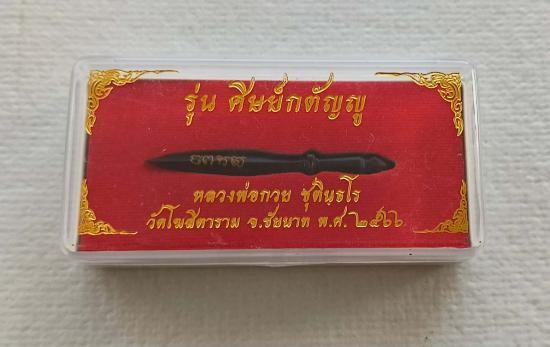 รุ่น ศิษย์กตัญญู
หลวงพ่อกวย ชุตินฺธโร
วัดโฆสิตาราม จ.ชัยนาท พ.ศ. ๒๕๖๖